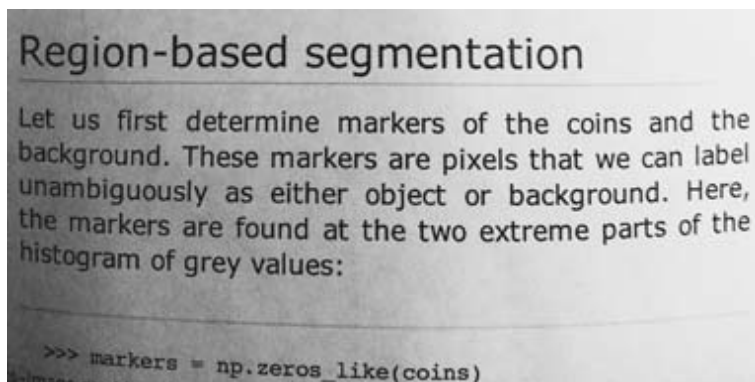 Region-based segmentation
Let us first determine markers of the coins and the
background. These markers are pixels that we can label
unambiguously as either object or background. Here,
the markers are found at the two extreme parts of the
histogram of grey values:
>>> markers = np.zeros_like(coins)